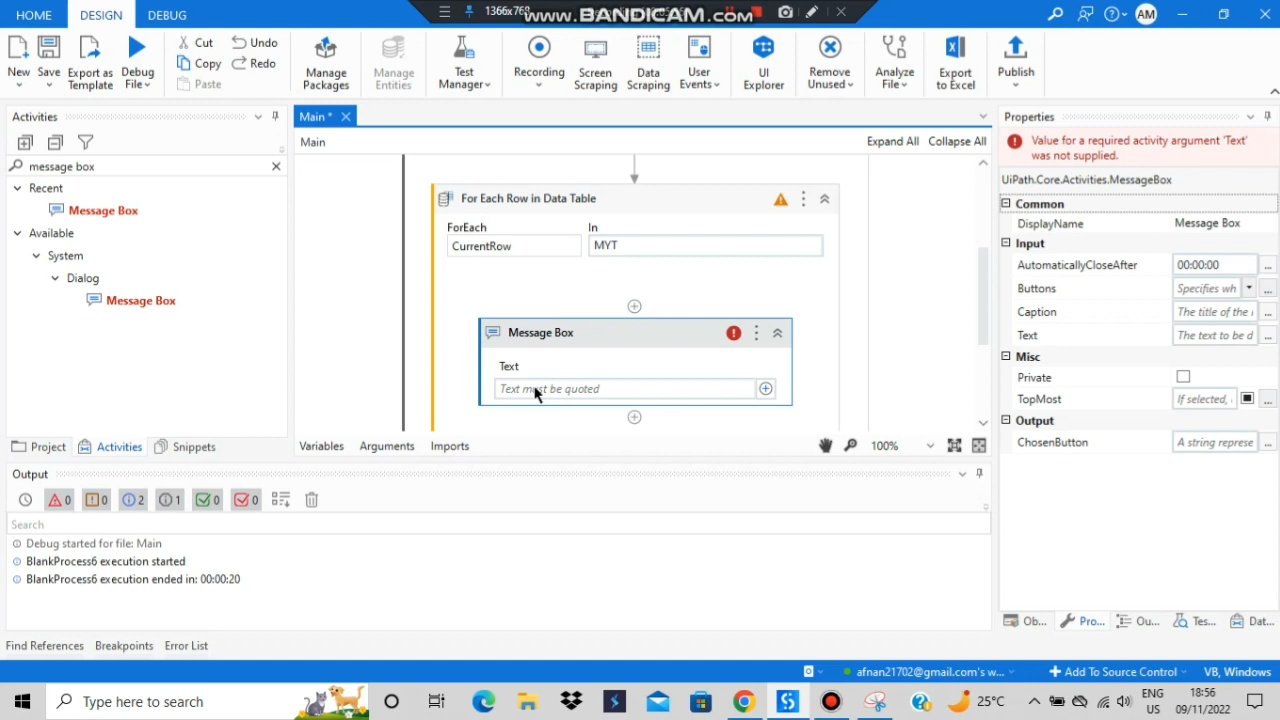 HOME DESIGN DEBUG
1366x768
www.BANDICAM.com
AM
New Save Export as Template Debug File
Cut Copy Paste
Undo Redo
Manage Packages
Manage Entities
Test Manager
Recording
Screen Scraping
Data Scraping
User Events
UI Explorer
Remove Unused
Analyze File
Export to Excel
Publish
Activities
message box
Recent
Message Box
Available
System
Dialog
Message Box
Project Activities Snippets
Main *
Main
Expand All Collapse All
For Each Row in Data Table
ForEach In
CurrentRow MYT
Message Box
Text
Text must be quoted
Variables Arguments Imports
100%
Properties
Value for a required activity argument 'Text'
was not supplied.
UiPath.Core.Activities.MessageBox
Common
DisplayName Message Box
Input
AutomaticallyCloseAfter 00:00:00 ...
Buttons Specifies wh ...
Caption The title of the ...
Text The text to be d ...
Misc
Private
TopMost If selected, ...
Output
ChosenButton A string represe ...
Ob... Pro... Ou... Tes... Dat...
Output
0 0 2 1 0 0
Search
Debug started for file: Main
BlankProcess6 execution started
BlankProcess6 execution ended in: 00:00:20
Find References Breakpoints Error List
afnan21702@gmail.com's w... Add To Source Control VB, Windows
Type here to search
25°C
ENG
US
18:56
09/11/2022